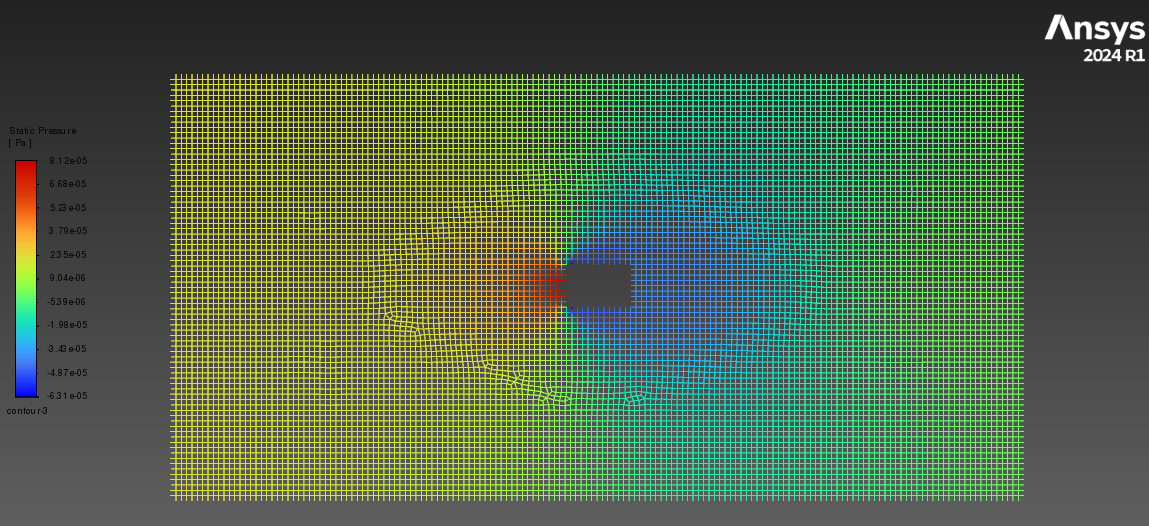 Ansys
2024 R1
Static Pressure
[ Pa ]
8.12e-05
6.68e-05
5.23e-05
3.79e-05
2.35e-05
9.04e-06
-5.39e-06
-1.98e-05
-3.43e-05
-4.87e-05
-6.31e-05
contour-3